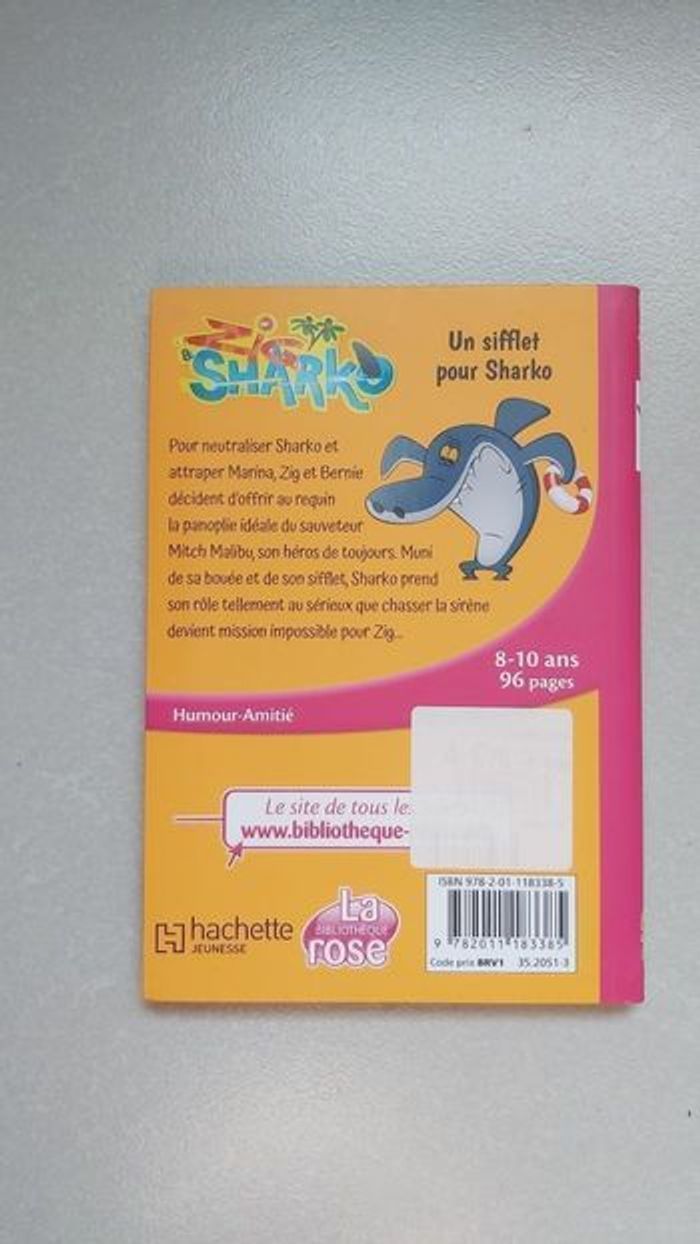 Zig
& SHARKO
Un sifflet
pour Sharko
Pour neutraliser Sharko et
attraper Marina, Zig et Bernie
décident d'offrir au requin
la panoplie idéale du sauveteur
Mitch Malibu, son héros de toujours. Muni
de sa bouée et de son sifflet, Sharko prend
son rôle tellement au sérieux que chasser la sirène
devient mission impossible pour Zig...
8-10 ans
96 pages
Humour-Amitié
Le site de tous les
www.bibliotheque-
hachette
JEUNESSE
La
BIBLIOTHÈQUE
rose
ISBN 978-2-01-118338-5
9 782011 183385
Code prix BRV1 35.2051-3